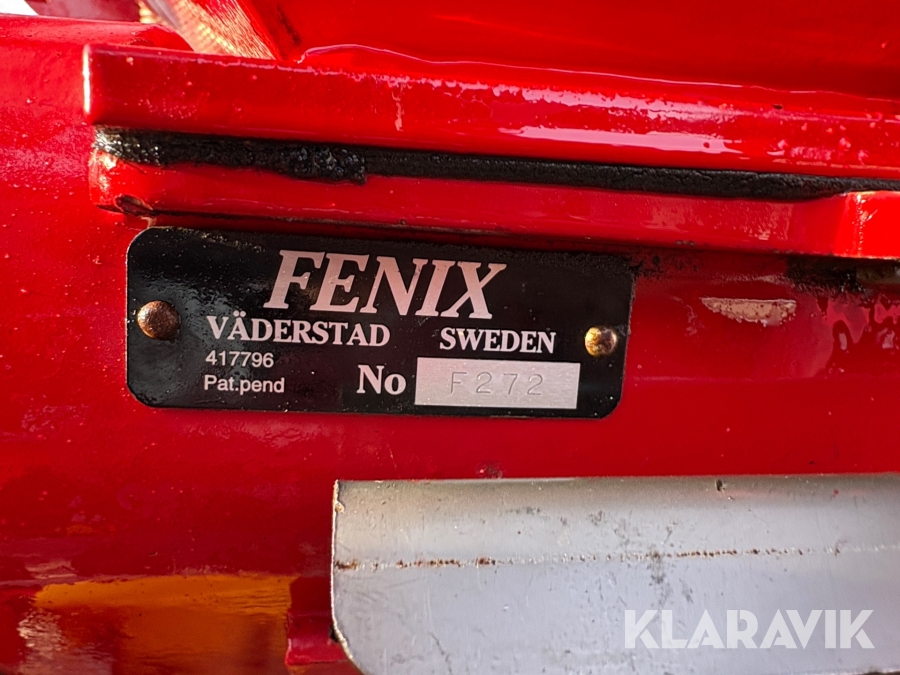 FENIX
VÄDERSTAD SWEDEN
417796
Pat.pend No F272
KLARAVIK